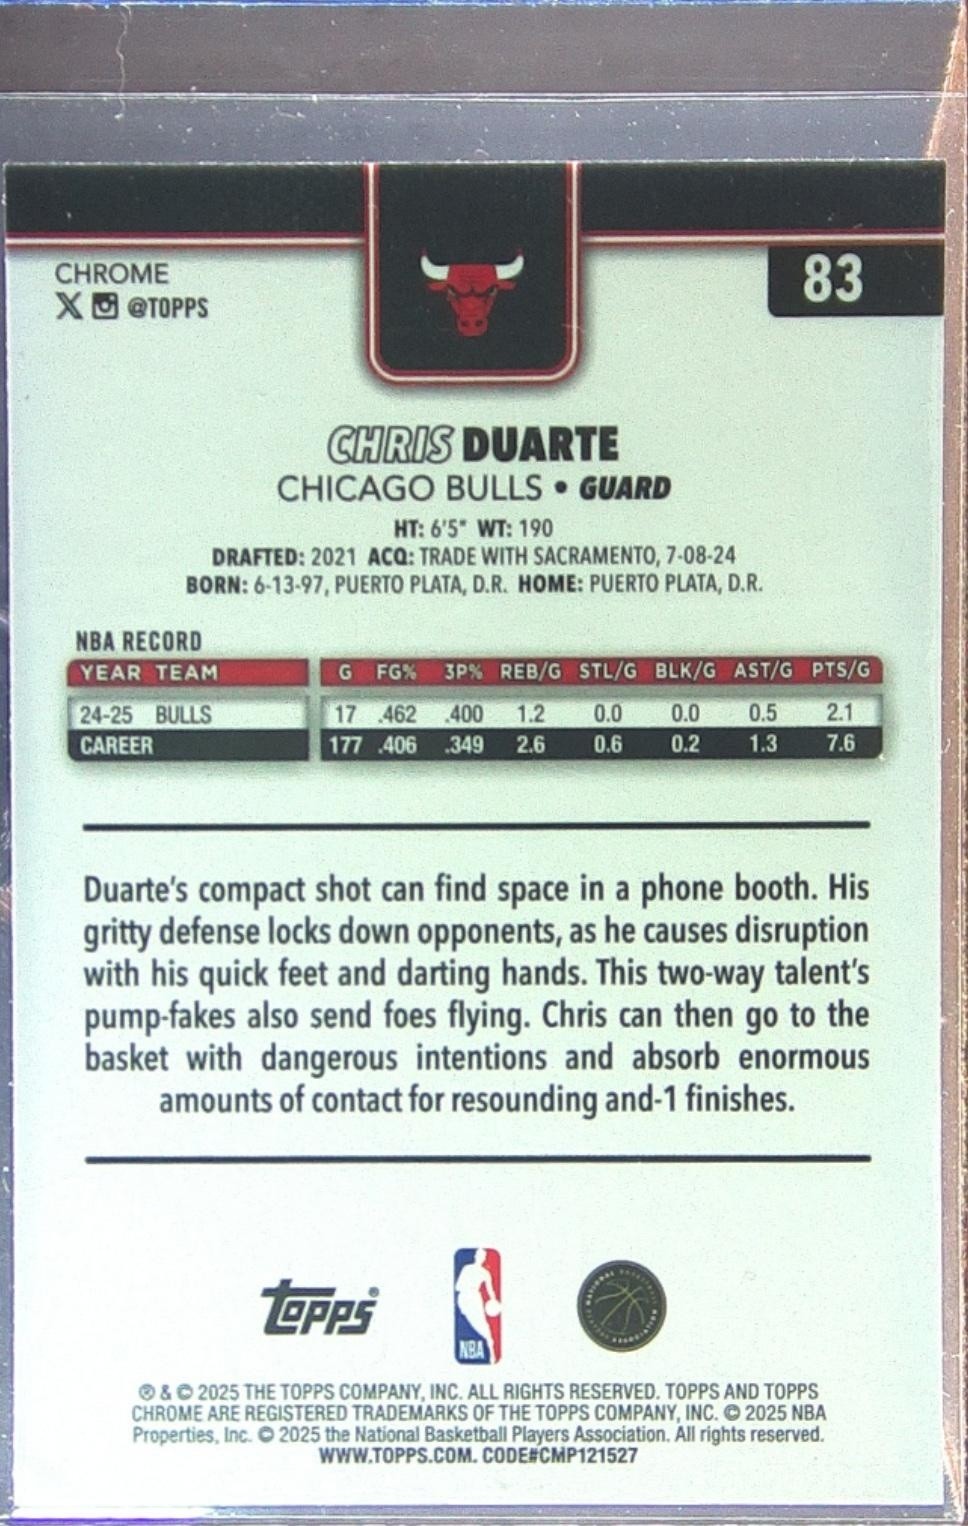 CHROME
83
X @TOPPS
CHRIS DUARTE
CHICAGO BULLS • GUARD
HT: 6'5" WT: 190
DRAFTED: 2021 ACQ: TRADE WITH SACRAMENTO, 7-08-24
BORN: 6-13-97, PUERTO PLATA, D.R. HOME: PUERTO PLATA, D.R.
NBA RECORD
YEAR TEAM G FG% 3P% REB/G STL/G BLK/G AST/G PTS/G
24-25 BULLS 17 .462 .400 1.2 0.0 0.0 0.5 2.1
CAREER 177 .406 .349 2.6 0.6 0.2 1.3 7.6
Duarte's compact shot can find space in a phone booth. His
gritty defense locks down opponents, as he causes disruption
with his quick feet and darting hands. This two-way talent's
pump-fakes also send foes flying. Chris can then go to the
basket with dangerous intentions and absorb enormous
amounts of contact for resounding and-1 finishes.
Topps®
NBA
® & © 2025 THE TOPPS COMPANY, INC. ALL RIGHTS RESERVED. TOPPS AND TOPPS
CHROME ARE REGISTERED TRADEMARKS OF THE TOPPS COMPANY, INC. © 2025 NBA
Properties, Inc. © 2025 the National Basketball Players Association. All rights reserved.
WWW.TOPPS.COM. CODE#CMP121527